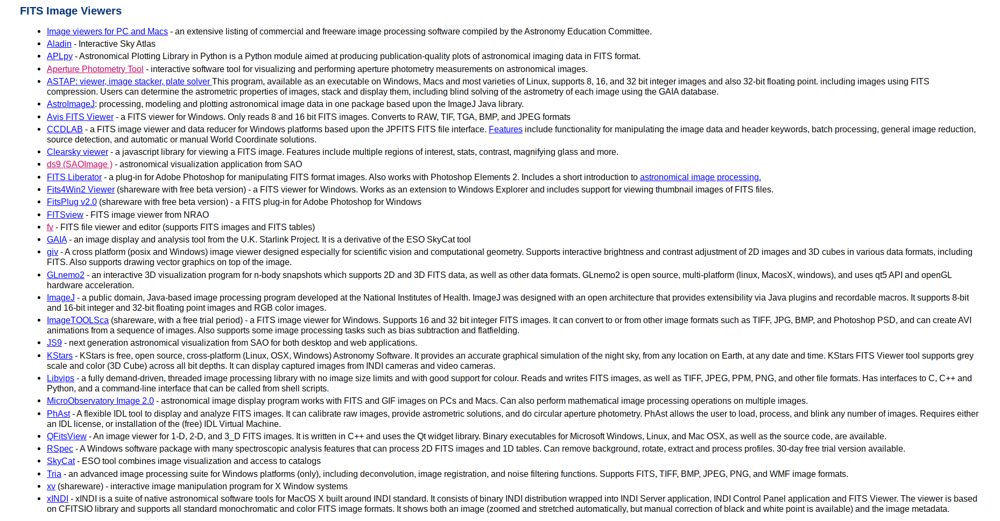 FITS Image Viewers
Image viewers for PC and Macs - an extensive listing of commercial and freeware image processing software compiled by the Astronomy Education Committee.
Aladin - Interactive Sky Atlas
APLpy - Astronomical Plotting Library in Python is a Python module aimed at producing publication-quality plots of astronomical imaging data in FITS format.
Aperture Photometry Tool - interactive software tool for visualizing and performing aperture photometry measurements on astronomical images.
ASTAP: viewer, image stacker, plate solver This program, available as an executable on Windows, Macs and most varieties of Linux, supports 8, 16, and 32 bit integer images and also 32-bit floating point. including images using FITS
compression. Users can determine the astrometric properties of images, stack and display them, including blind solving of the astrometry of each image using the GAIA database.
AstroImageJ: processing, modeling and plotting astronomical image data in one package based upon the ImageJ Java library.
Avis FITS Viewer - a FITS viewer for Windows. Only reads 8 and 16 bit FITS images. Converts to RAW, TIF, TGA, BMP, and JPEG formats
CCDLAB - a FITS image viewer and data reducer for Windows platforms based upon the JPFITS FITS file interface. Features include functionality for manipulating the image data and header keywords, batch processing, general image reduction,
source detection, and automatic or manual World Coordinate solutions.
Clearsky viewer - a javascript library for viewing a FITS image. Features include multiple regions of interest, stats, contrast, magnifying glass and more.
ds9 (SAOImage ) - astronomical visualization application from SAO
FITS Liberator - a plug-in for Adobe Photoshop for manipulating FITS format images. Also works with Photoshop Elements 2. Includes a short introduction to astronomical image processing.
Fits4Win2 Viewer (shareware with free beta version) - a FITS viewer for Windows. Works as an extension to Windows Explorer and includes support for viewing thumbnail images of FITS files.
FitsPlug v2.0 (shareware with free beta version) - a FITS plug-in for Adobe Photoshop for Windows
FITSview - FITS image viewer from NRAO
fv - FITS file viewer and editor (supports FITS images and FITS tables)
GAIA - an image display and analysis tool from the U.K. Starlink Project. It is a derivative of the ESO SkyCat tool
giv - A cross platform (posix and Windows) image viewer designed especially for scientific vision and computational geometry. Supports interactive brightness and contrast adjustment of 2D images and 3D cubes in various data formats, including
FITS. Also supports drawing vector graphics on top of the image.
GLnemo2 - an interactive 3D visualization program for n-body snapshots which supports 2D and 3D FITS data, as well as other data formats. GLnemo2 is open source, multi-platform (linux, MacosX, windows), and uses qt5 API and openGL
hardware acceleration.
ImageJ - a public domain, Java-based image processing program developed at the National Institutes of Health. ImageJ was designed with an open architecture that provides extensibility via Java plugins and recordable macros. It supports 8-bit
and 16-bit integer and 32-bit floating point images and RGB color images.
ImageTOOLSca (shareware, with a free trial period) - a FITS image viewer for Windows. Supports 16 and 32 bit integer FITS images. It can convert to or from other image formats such as TIFF, JPG, BMP, and Photoshop PSD, and can create AVI
animations from a sequence of images. Also supports some image processing tasks such as bias subtraction and flatfielding.
JS9 - next generation astronomical visualization from SAO for both desktop and web applications.
KStars - KStars is free, open source, cross-platform (Linux, OSX, Windows) Astronomy Software. It provides an accurate graphical simulation of the night sky, from any location on Earth, at any date and time. KStars FITS Viewer tool supports grey
scale and color (3D Cube) across all bit depths. It can display captured images from INDI cameras and video cameras.
Libvips - a fully demand-driven, threaded image processing library with no image size limits and with good support for colour. Reads and writes FITS images, as well as TIFF, JPEG, PPM, PNG, and other file formats. Has interfaces to C, C++ and
Python, and a command-line interface that can be called from shell scripts.
MicroObservatory Image 2.0 - astronomical image display program works with FITS and GIF images on PCs and Macs. Can also perform mathematical image processing operations on multiple images.
PhAst - A flexible IDL tool to display and analyze FITS images. It can calibrate raw images, provide astrometric solutions, and do circular aperture photometry. PhAst allows the user to load, process, and blink any number of images. Requires either
an IDL license, or installation of the (free) IDL Virtual Machine.
QFitsView - An image viewer for 1-D, 2-D, and 3_D FITS images. It is written in C++ and uses the Qt widget library. Binary executables for Microsoft Windows, Linux, and Mac OSX, as well as the source code, are available.
RSpec - A Windows software package with many spectroscopic analysis features that can process 2D FITS images and 1D tables. Can remove background, rotate, extract and process profiles. 30-day free trial version available.
SkyCat - ESO tool combines image visualization and access to catalogs
Tria - an advanced image processing suite for Windows platforms (only), including deconvolution, image registration, and noise filtering functions. Supports FITS, TIFF, BMP, JPEG, PNG, and WMF image formats.
xv (shareware) - interactive image manipulation program for X Window systems
xINDI - xINDI is a suite of native astronomical software tools for MacOS X built around INDI standard. It consists of binary INDI distribution wrapped into INDI Server application, INDI Control Panel application and FITS Viewer. The viewer is based
on CFITSIO library and supports all standard monochromatic and color FITS image formats. It shows both an image (zoomed and stretched automatically, but manual correction of black and white point is available) and the image metadata.